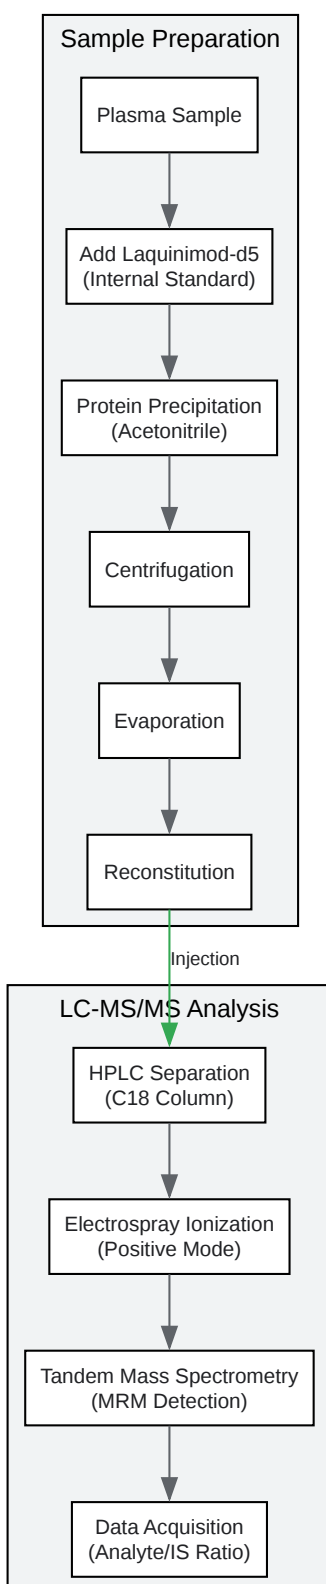 Sample Preparation
Plasma Sample
Add Laquinimod-d5
(Internal Standard)
Protein Precipitation
(Acetonitrile)
Centrifugation
Evaporation
Reconstitution
Injection
LC-MS/MS Analysis
HPLC Separation
(C18 Column)
Electrospray Ionization
(Positive Mode)
Tandem Mass Spectrometry
(MRM Detection)
Data Acquisition
(Analyte/IS Ratio)